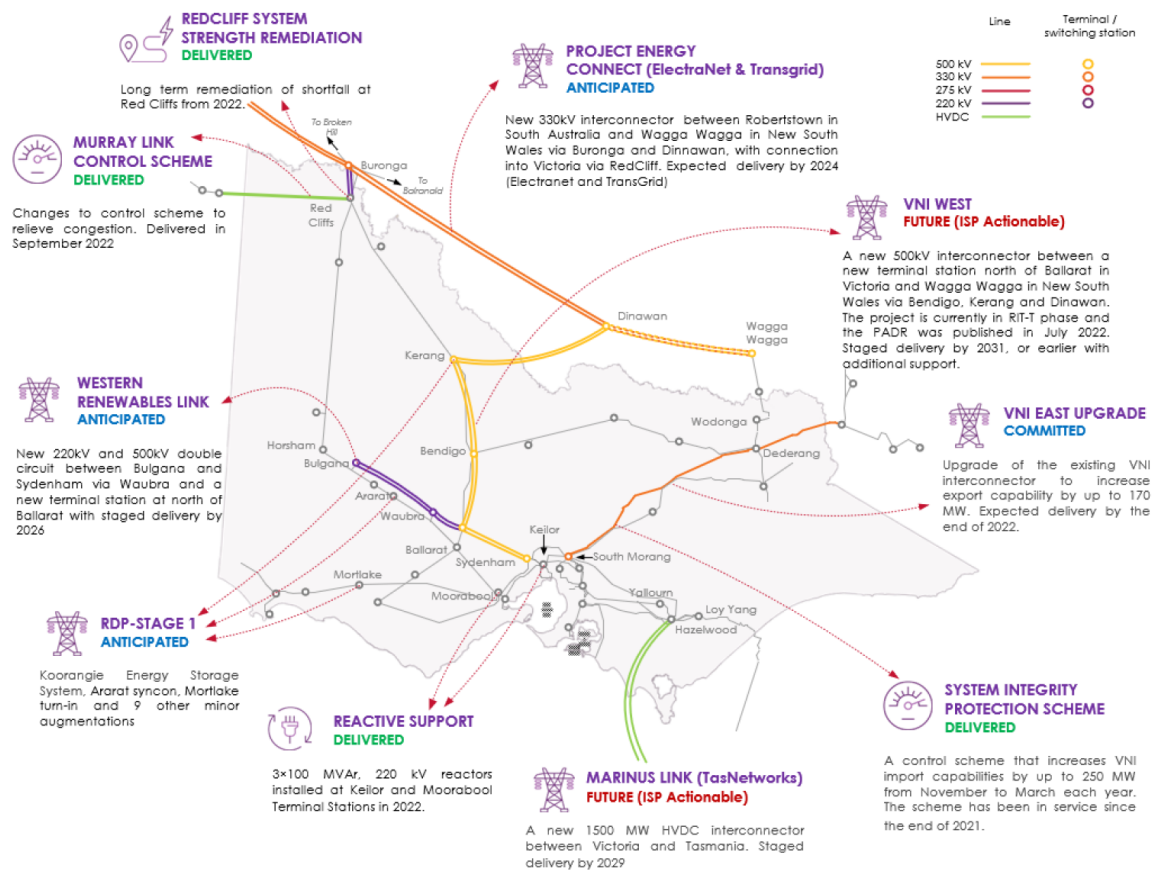 REDCLIFF SYSTEM
STRENGTH REMEDIATION
DELIVERED
Long term remediation of shortfall at
Red Cliffs from 2022.
MURRAY LINK
CONTROL SCHEME
DELIVERED
Changes to control scheme to
relieve congestion. Delivered in
September 2022
PROJECT ENERGY
CONNECT (ElectraNet & Transgrid)
ANTICIPATED
New 330kV interconnector between Robertstown in
South Australia and Wagga Wagga in New South
Wales via Buronga and Dinnawan, with connection
into Victoria via RedCliff. Expected delivery by 2024
(Electranet and TransGrid)
Line
Terminal /
switching station
500 kV
330 kV
275 kV
220 kV
HVDC
VNI WEST
FUTURE (ISP Actionable)
A new 500kV interconnector between a
new terminal station north of Ballarat in
Victoria and Wagga Wagga in New South
Wales via Bendigo, Kerang and Dinawan.
The project is currently in RIT-T phase and
the PADR was published in July 2022.
Staged delivery by 2031, or earlier with
additional support.
To Broken
Hill
Buronga
To
Balranald
Red
Cliffs
Dinawan
Wagga
Wagga
Kerang
WESTERN
RENEWABLES LINK
ANTICIPATED
New 220kV and 500kV double
circuit between Bulgana and
Sydenham via Waubra and a
new terminal station at north of
Ballarat with staged delivery by
2026
Horsham
Bulgana
Ararat
Waubra
Ballarat
Bendigo
Wodonga
Dederang
VNI EAST UPGRADE
COMMITTED
Upgrade of the existing VNI
interconnector to increase
export capability by up to 170
MW. Expected delivery by the
end of 2022.
Keilor
Sydenham
South Morang
Mortlake
Moorabool
Yallourn
Loy Yang
Hazelwood
RDP-STAGE 1
ANTICIPATED
Koorangie Energy Storage
System, Ararat syncon, Mortlake
turn-in and 9 other minor
augmentations
REACTIVE SUPPORT
DELIVERED
3×100 MVAr, 220 kV reactors
installed at Keilor and Moorabool
Terminal Stations in 2022.
MARINUS LINK (TasNetworks)
FUTURE (ISP Actionable)
A new 1500 MW HVDC interconnector
between Victoria and Tasmania. Staged
delivery by 2029
SYSTEM INTEGRITY
PROTECTION SCHEME
DELIVERED
A control scheme that increases VNI
import capabilities by up to 250 MW
from November to March each year.
The scheme has been in service since
the end of 2021.